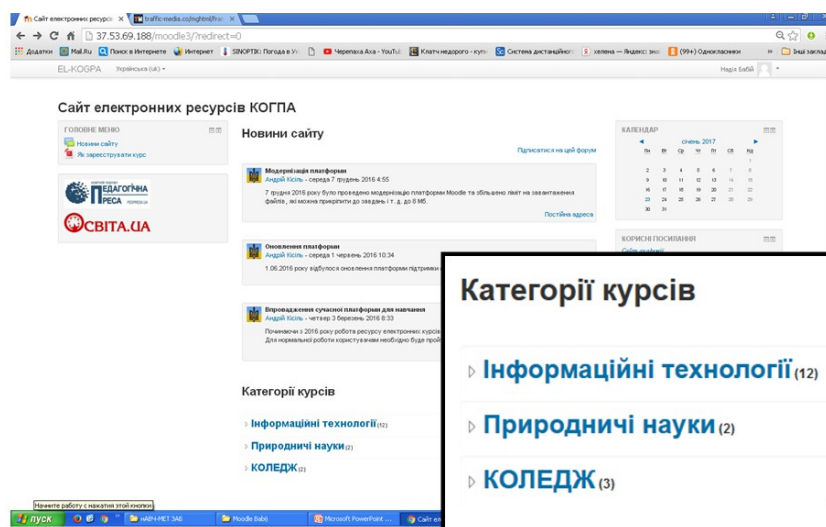 Сайт електронних ресурс
traffic-media.co/nghtml/fran
37.53.69.188/moodle3/?redirect=0
Додатки Mail.Ru Поиск в Интернете Интернет SINOPTIK: Погода в Черепаха Аха - YouTu Клатч недорого - куп Система дистанційног (99+) Одноклассники
EL-KOGPA Українська (uk) Надія Бабій
Сайт електронних ресурсів КОГПА
ГОЛОВНЕ МЕНЮ
Новини сайту
Як зареєструвати курс
ПЕДАГОГІЧНА
ПРЕСА
ОСВІТА.UA
Новини сайту
Підписатися на цей форум
Модернізація платформи
Андрій Кісіль - середа 7 грудень 2016 4:55
7 грудня 2016 року було проведено модернізацію платформи Moodle та збільшено ліміт на завантаження
файлів, які можна прикріпити до завдань і т. д. до 8 Мб.
Постійна адреса
Оновлення платформи
Андрій Кісіль - середа 1 червень 2016 10:34
1.06.2016 року відбулося оновлення платформи підтримки
Впровадження сучасної платформи для навчання
Андрій Кісіль - четвер 3 березень 2016 8:33
Починаючи з 2016 року робота ресурсу електронних курсів
Для нормальної роботи користувачам необхідно буде прой
Категорії курсів
Інформаційні технології (12)
Природничі науки (2)
КОЛЕДЖ (3)
КАЛЕНДАР
січень 2017
Пн Вт Ср Чт Пт Сб Нд
1
2 3 4 5 6 7 8
9 10 11 12 13 14 15
16 17 18 19 20 21 22
23 24 25 26 27 28 29
30 31
КОРИСНІ ПОСИЛАННЯ
Категорії курсів
Інформаційні технології (12)
Природничі науки (2)
КОЛЕДЖ (3)
Начните работу с нажатия этой кнопки
пуск НАВЧ-МЕТ ЗАБ Moodle Babij Microsoft PowerPoint ... Сайт еле